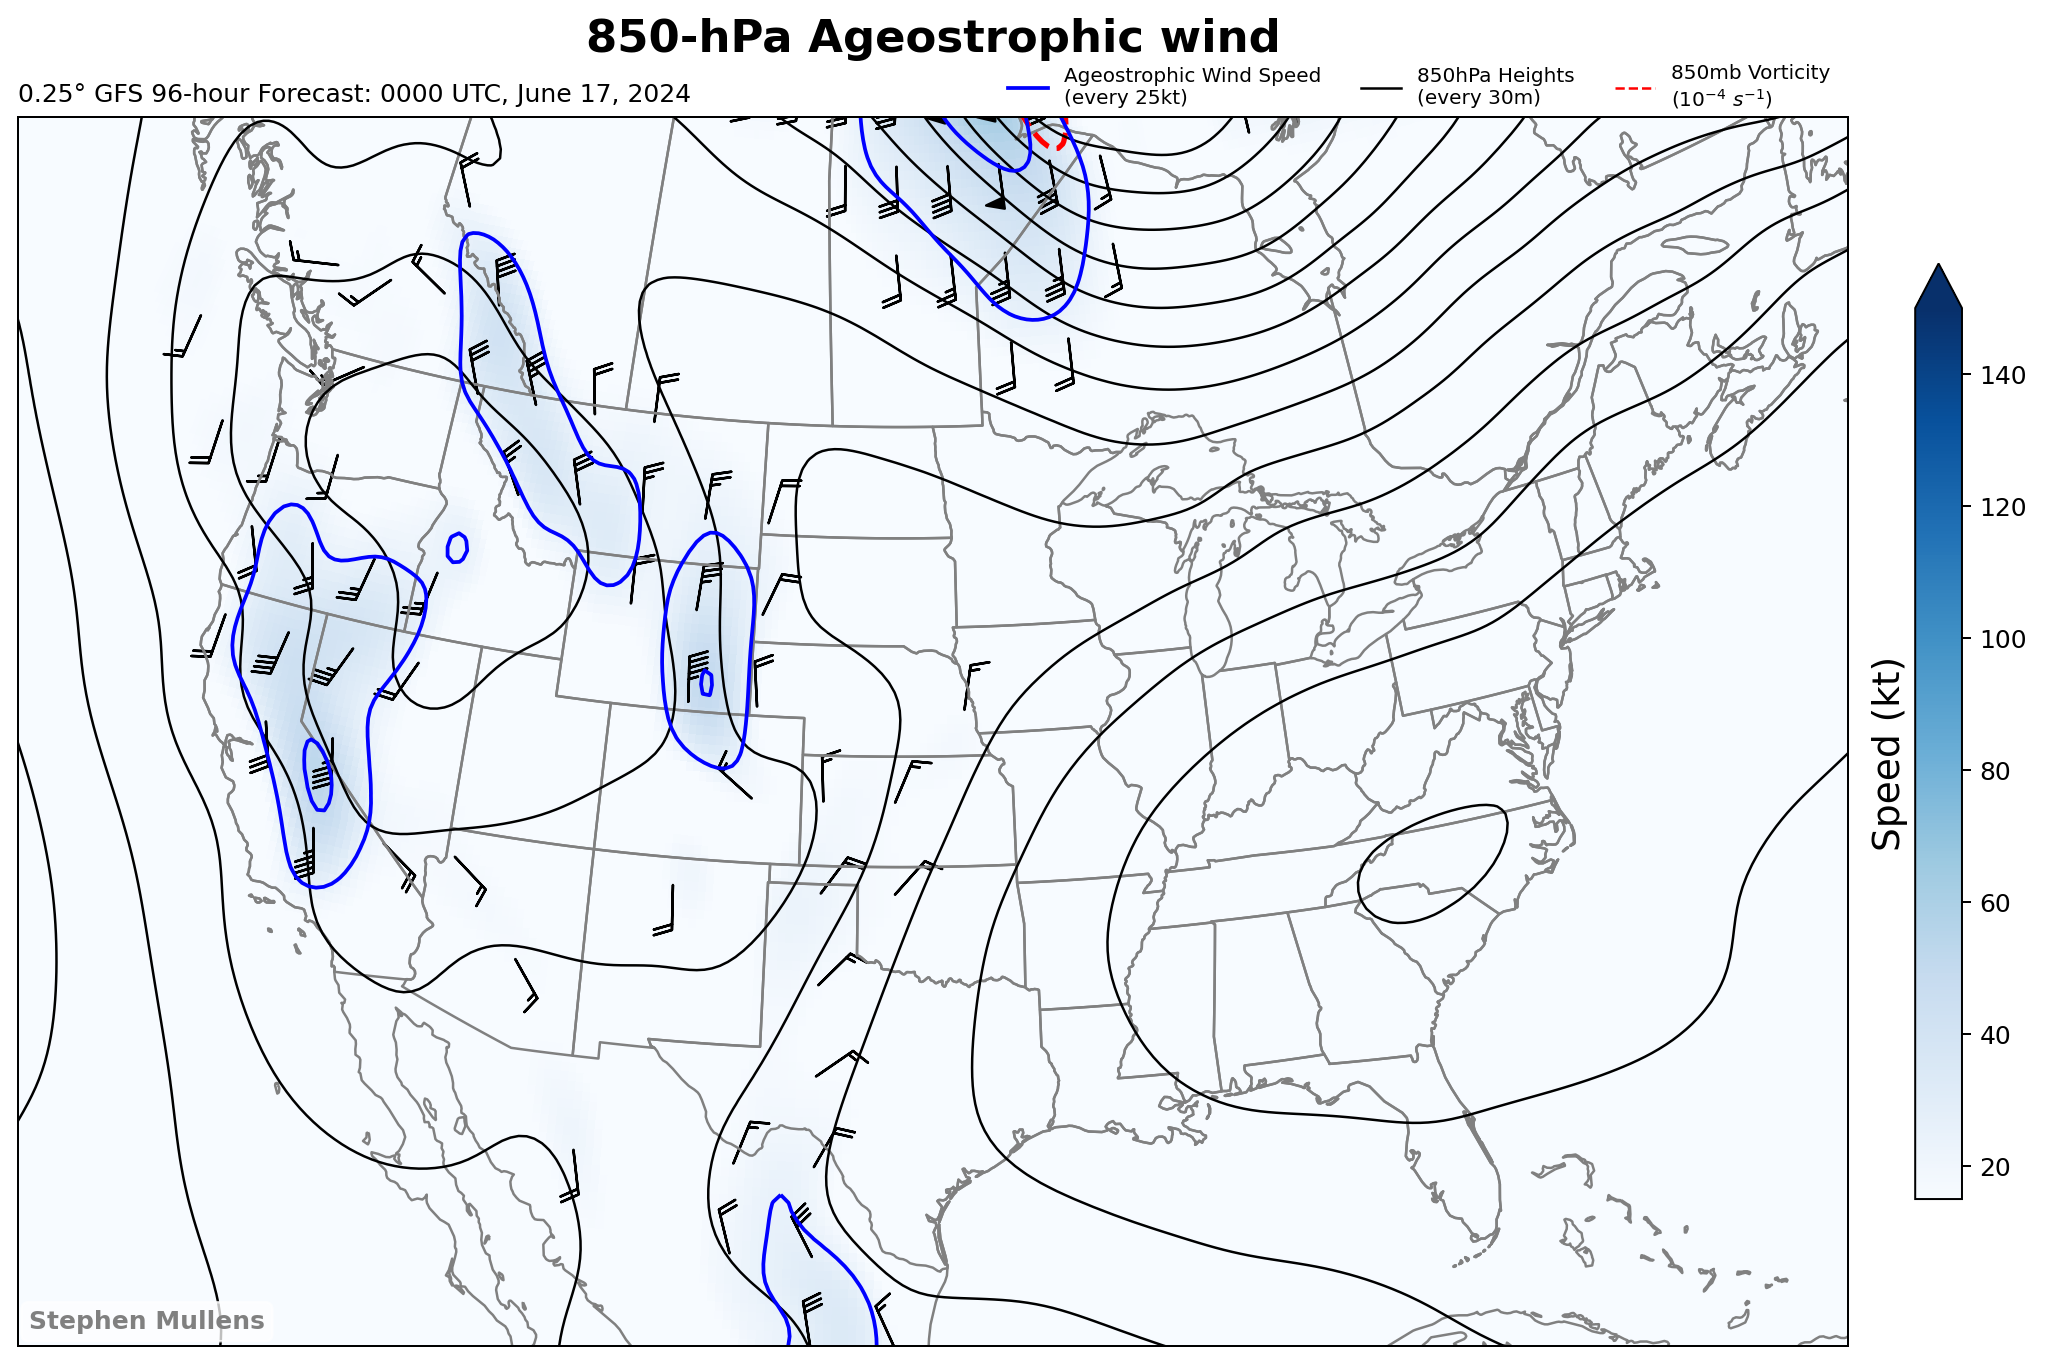 850-hPa Ageostrophic wind
0.25° GFS 96-hour Forecast: 0000 UTC, June 17, 2024
Ageostrophic Wind Speed
(every 25kt)
850hPa Heights
(every 30m)
850mb Vorticity
(10⁻⁴ s⁻¹)
140
120
100
80
60
40
20
Speed (kt)
Stephen Mullens